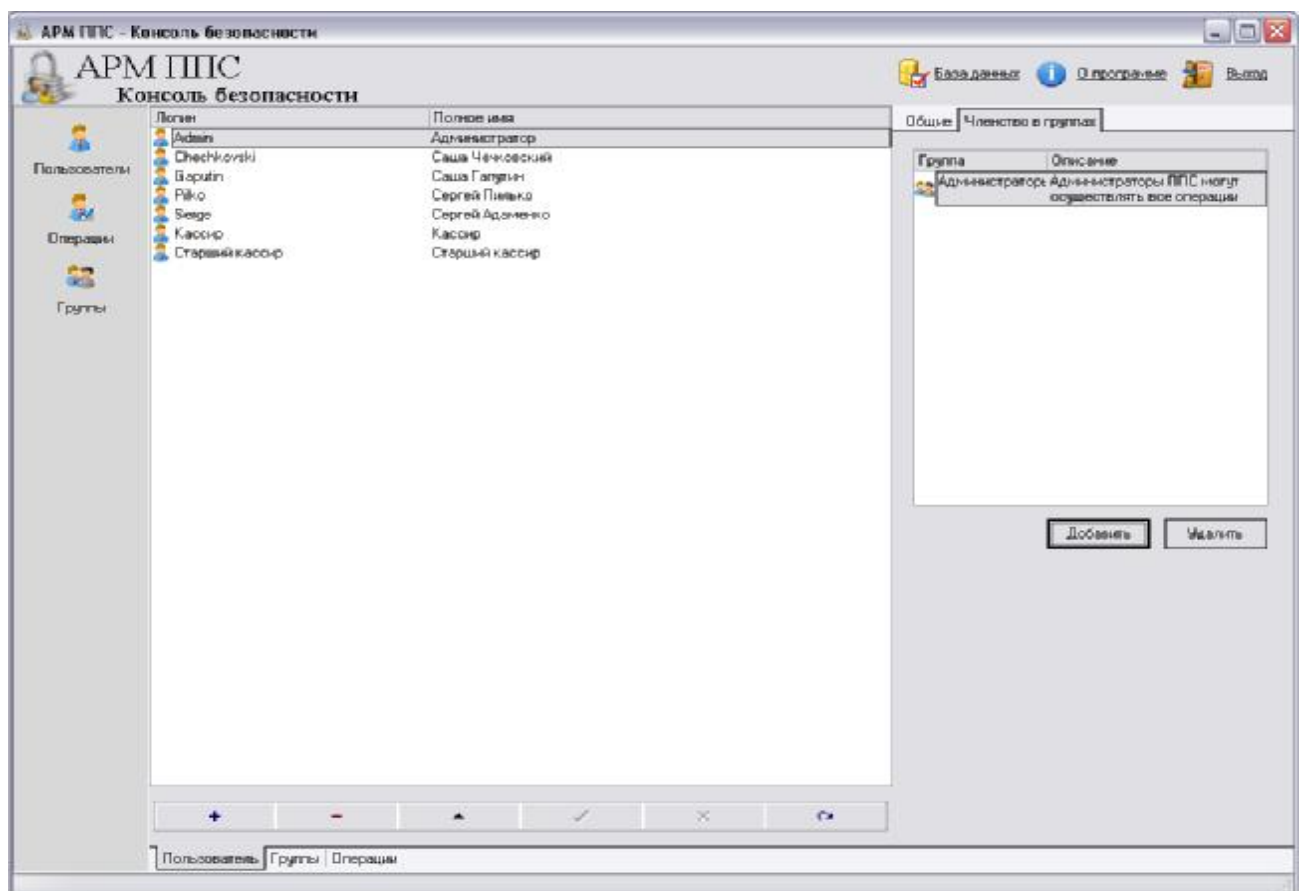 АРМ ППС - Консоль безопасности
АРМ ППС
Консоль безопасности
База данных О программе Выход
Пользователи
Операции
Группы
Логин Полное имя
Admin Администратор
Chechkovski Саша Чечковский
Gaputin Саша Гапутин
Pilko Сергей Пилько
Serge Сергей Адаменко
Кассир Кассир
Старший кассир Старший кассир
Общие Членство в группах
Группа Описание
Администраторы Администраторы ППС могут
осуществлять все операции
Добавить Удалить
Пользователь Группы Операции